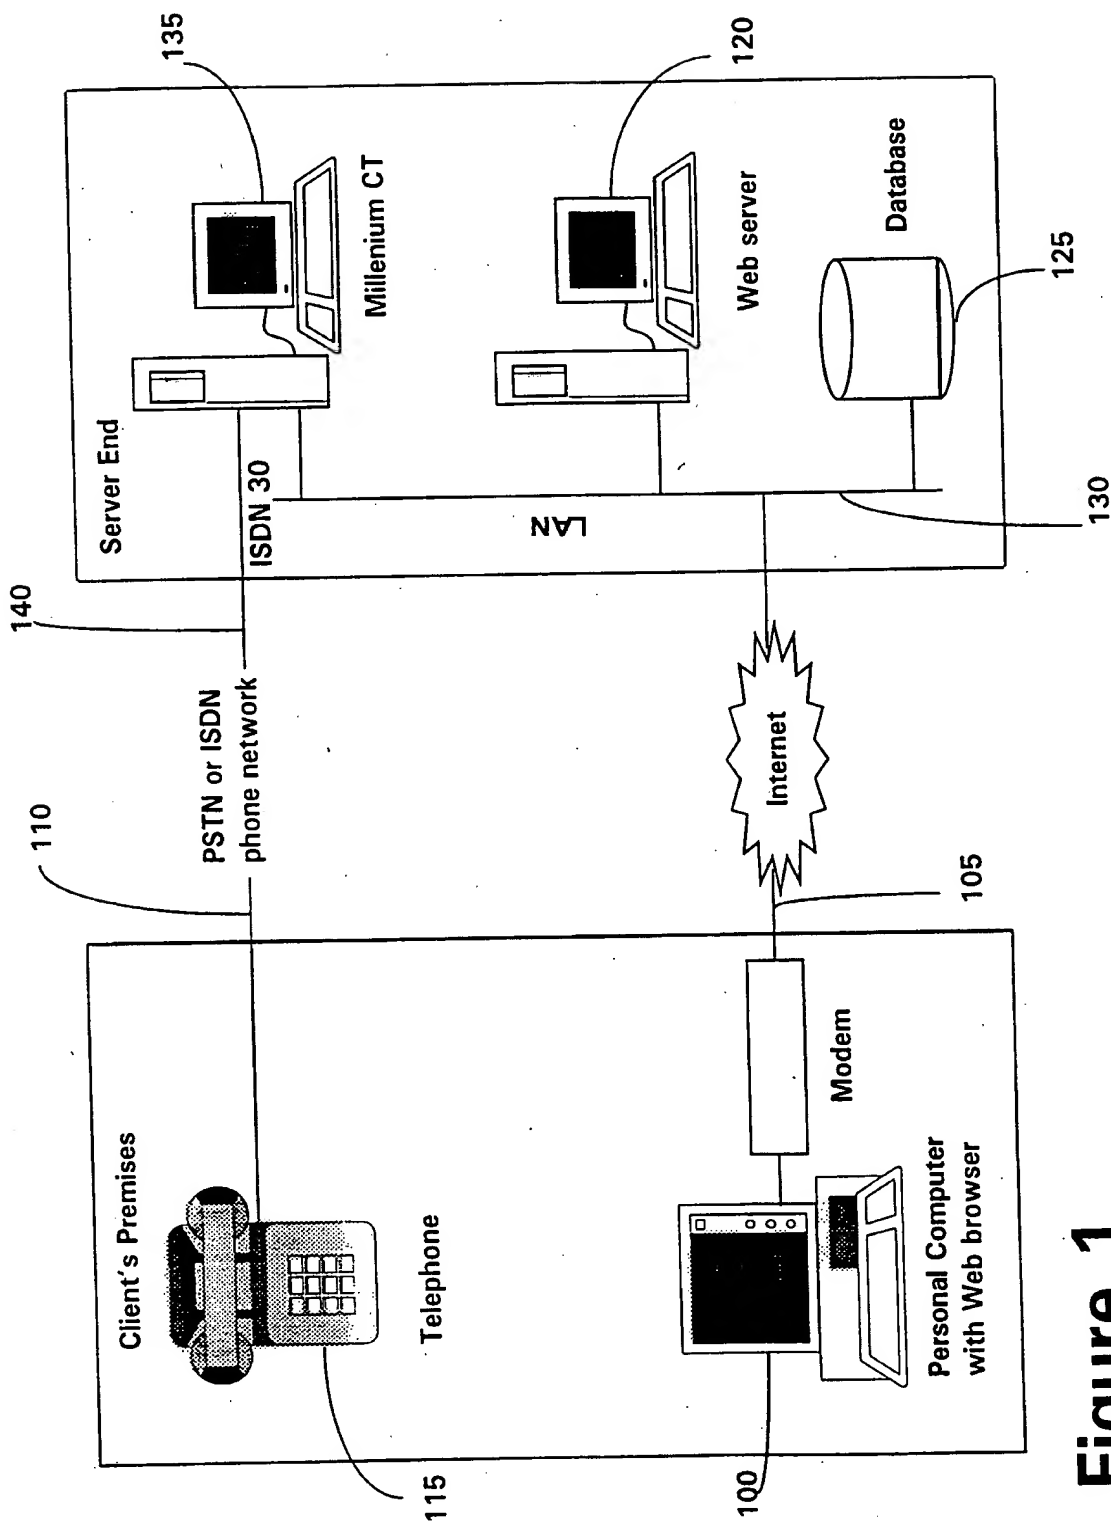 Client's Premises
Telephone
115
Personal Computer
with Web browser
100
Modem
110
105
PSTN or ISDN
phone network
Internet
140
Server End
ISDN 30
LAN
130
Millenium CT
135
Web server
120
Database
125
Figure 1